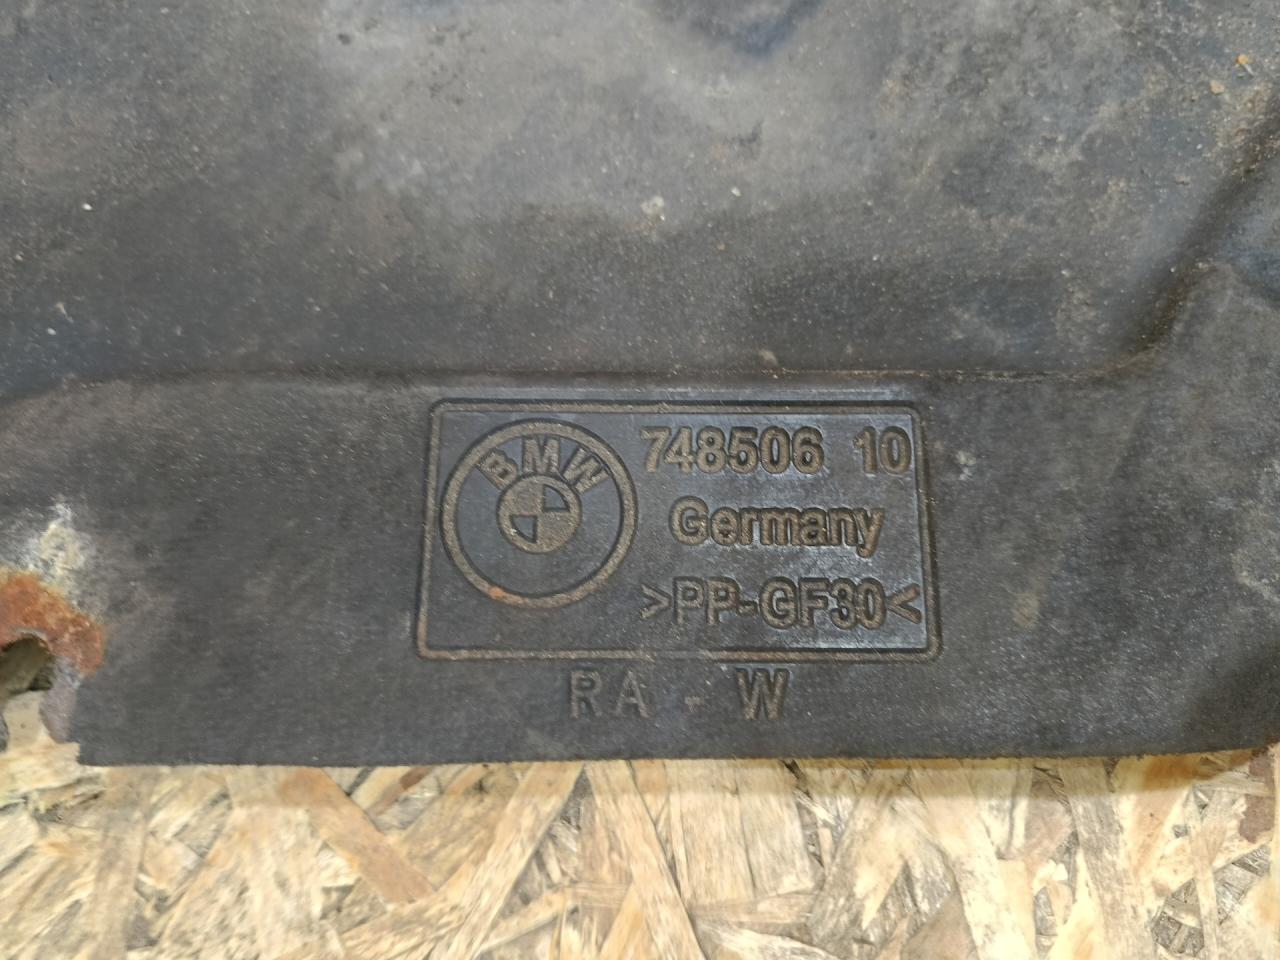 BMW
748506 10
Germany
>PP-GF30<
RA - W